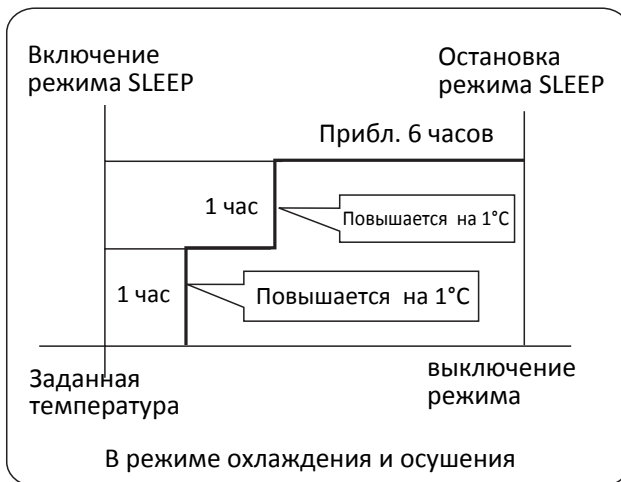 Включение
режима SLEEP
Остановка
режима SLEEP
Прибл. 6 часов
1 час
Повышается на 1°C
1 час
Повышается на 1°C
Заданная
температура
выключение
режима
В режиме охлаждения и осушения